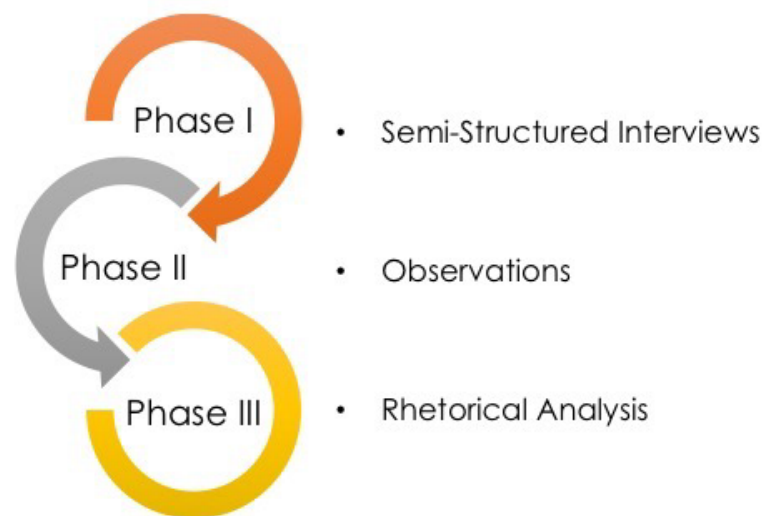 Phase I
• Semi-Structured Interviews
Phase II
• Observations
Phase III
• Rhetorical Analysis